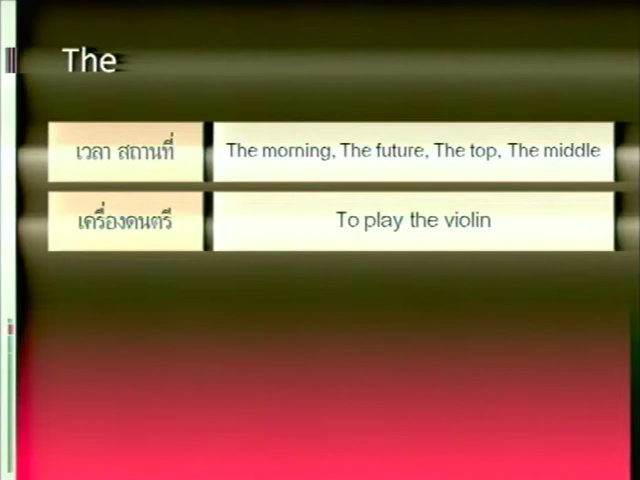 The
เวลา สถานที่
The morning, The future, The top, The middle
เครื่องดนตรี
To play the violin